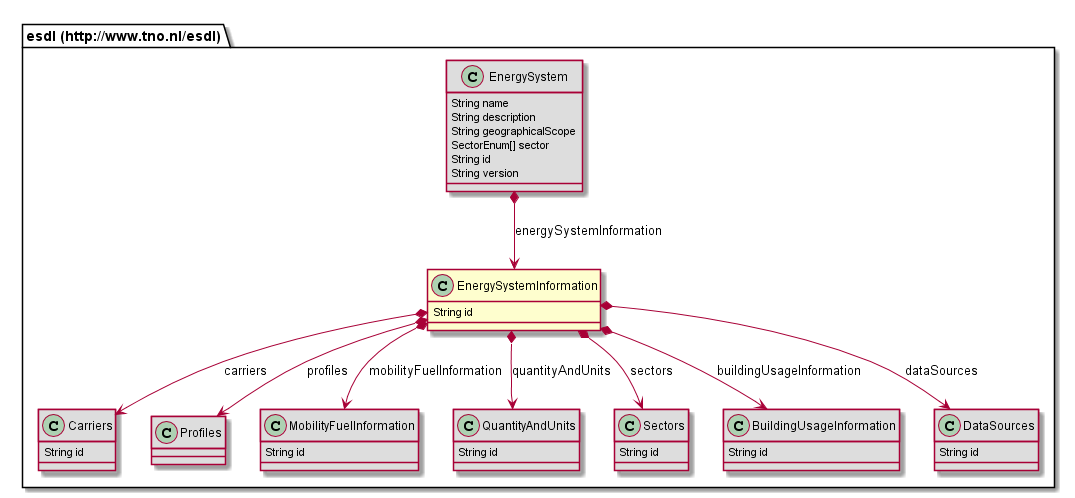 esdl (http://www.tno.nl/esdl)
C EnergySystem
String name
String description
String geographicalScope
SectorEnum[] sector
String id
String version
energySystemInformation
C EnergySystemInformation
String id
carriers
profiles
mobilityFuelInformation
quantityAndUnits
sectors
buildingUsageInformation
dataSources
C Carriers
String id
C Profiles
C MobilityFuelInformation
String id
C QuantityAndUnits
String id
C Sectors
String id
C BuildingUsageInformation
String id
C DataSources
String id